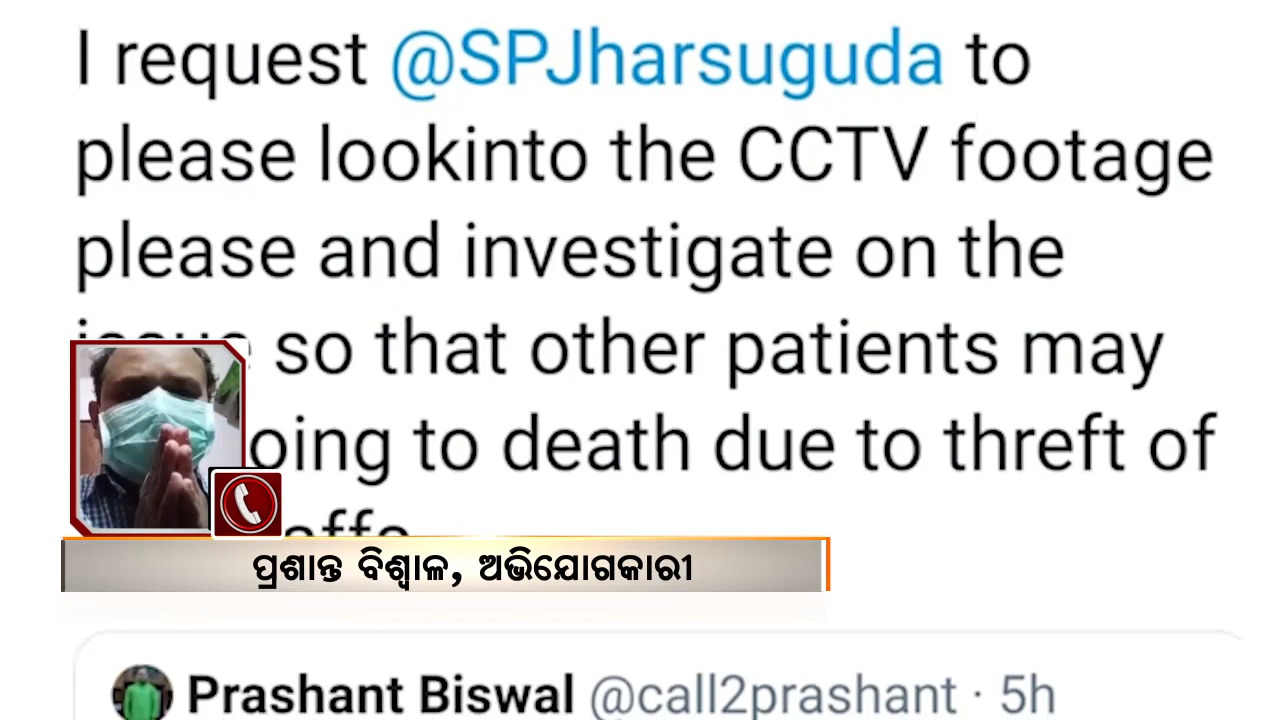 I request @SPJharsuguda to
please lookinto the CCTV footage
please and investigate on the
so that other patients may
to death due to threft of
ପ୍ରଶାନ୍ତ ବିଶ୍ୱାଳ, ଅଭିଯୋଗକାରୀ
Prashant Biswal @call2prashant · 5h